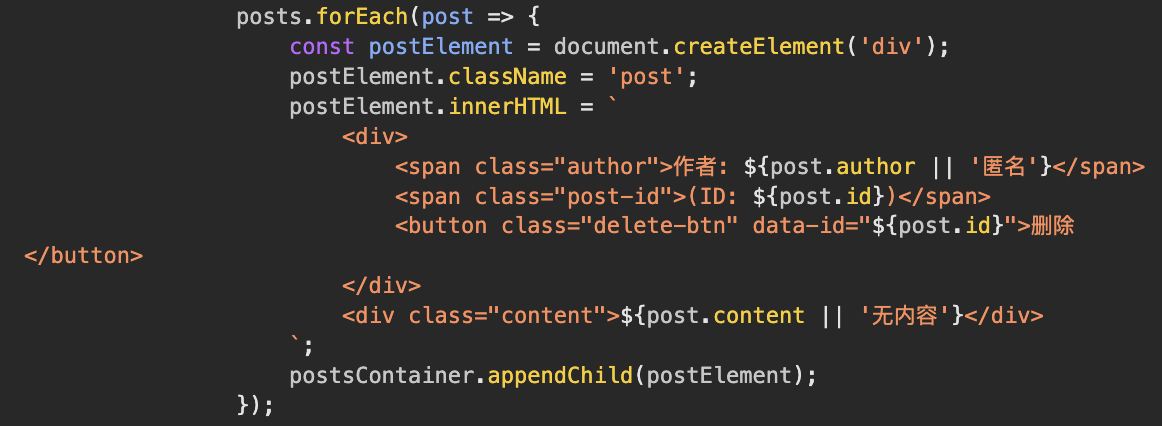 posts.forEach(post => {
const postElement = document.createElement('div');
postElement.className = 'post';
postElement.innerHTML = `
<div>
<span class="author">作者: ${post.author || '匿名'}</span>
<span class="post-id">(ID: ${post.id})</span>
<button class="delete-btn" data-id="${post.id}">删除
</button>
</div>
<div class="content">${post.content || '无内容'}</div>
`;
postsContainer.appendChild(postElement);
});